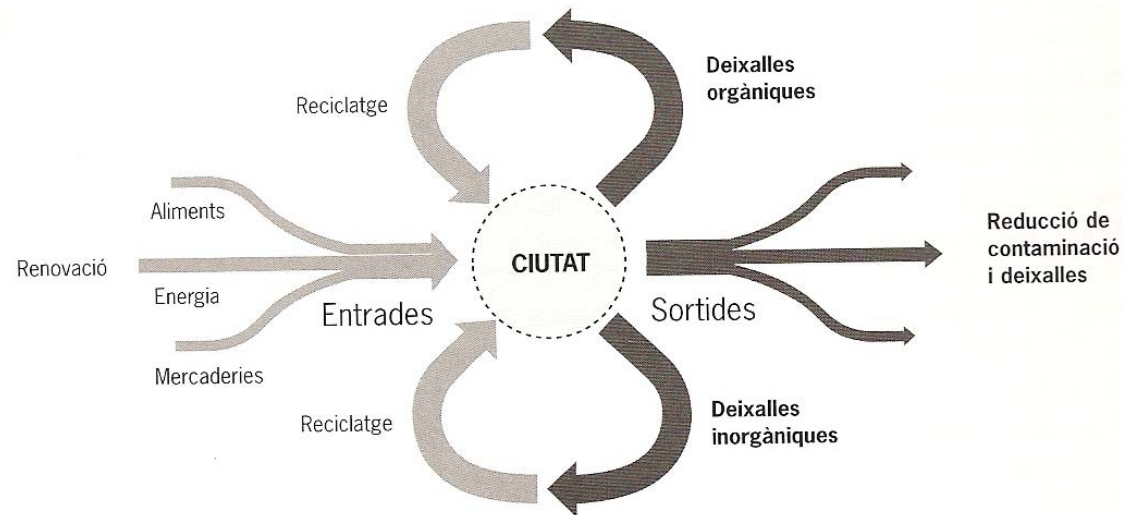 Deixalles
orgàniques
Reciclatge
Aliments
Renovació
Energia
Mercaderies
Entrades
CIUTAT
Sortides
Reducció de
contaminació
i deixalles
Reciclatge
Deixalles
inorgàniques